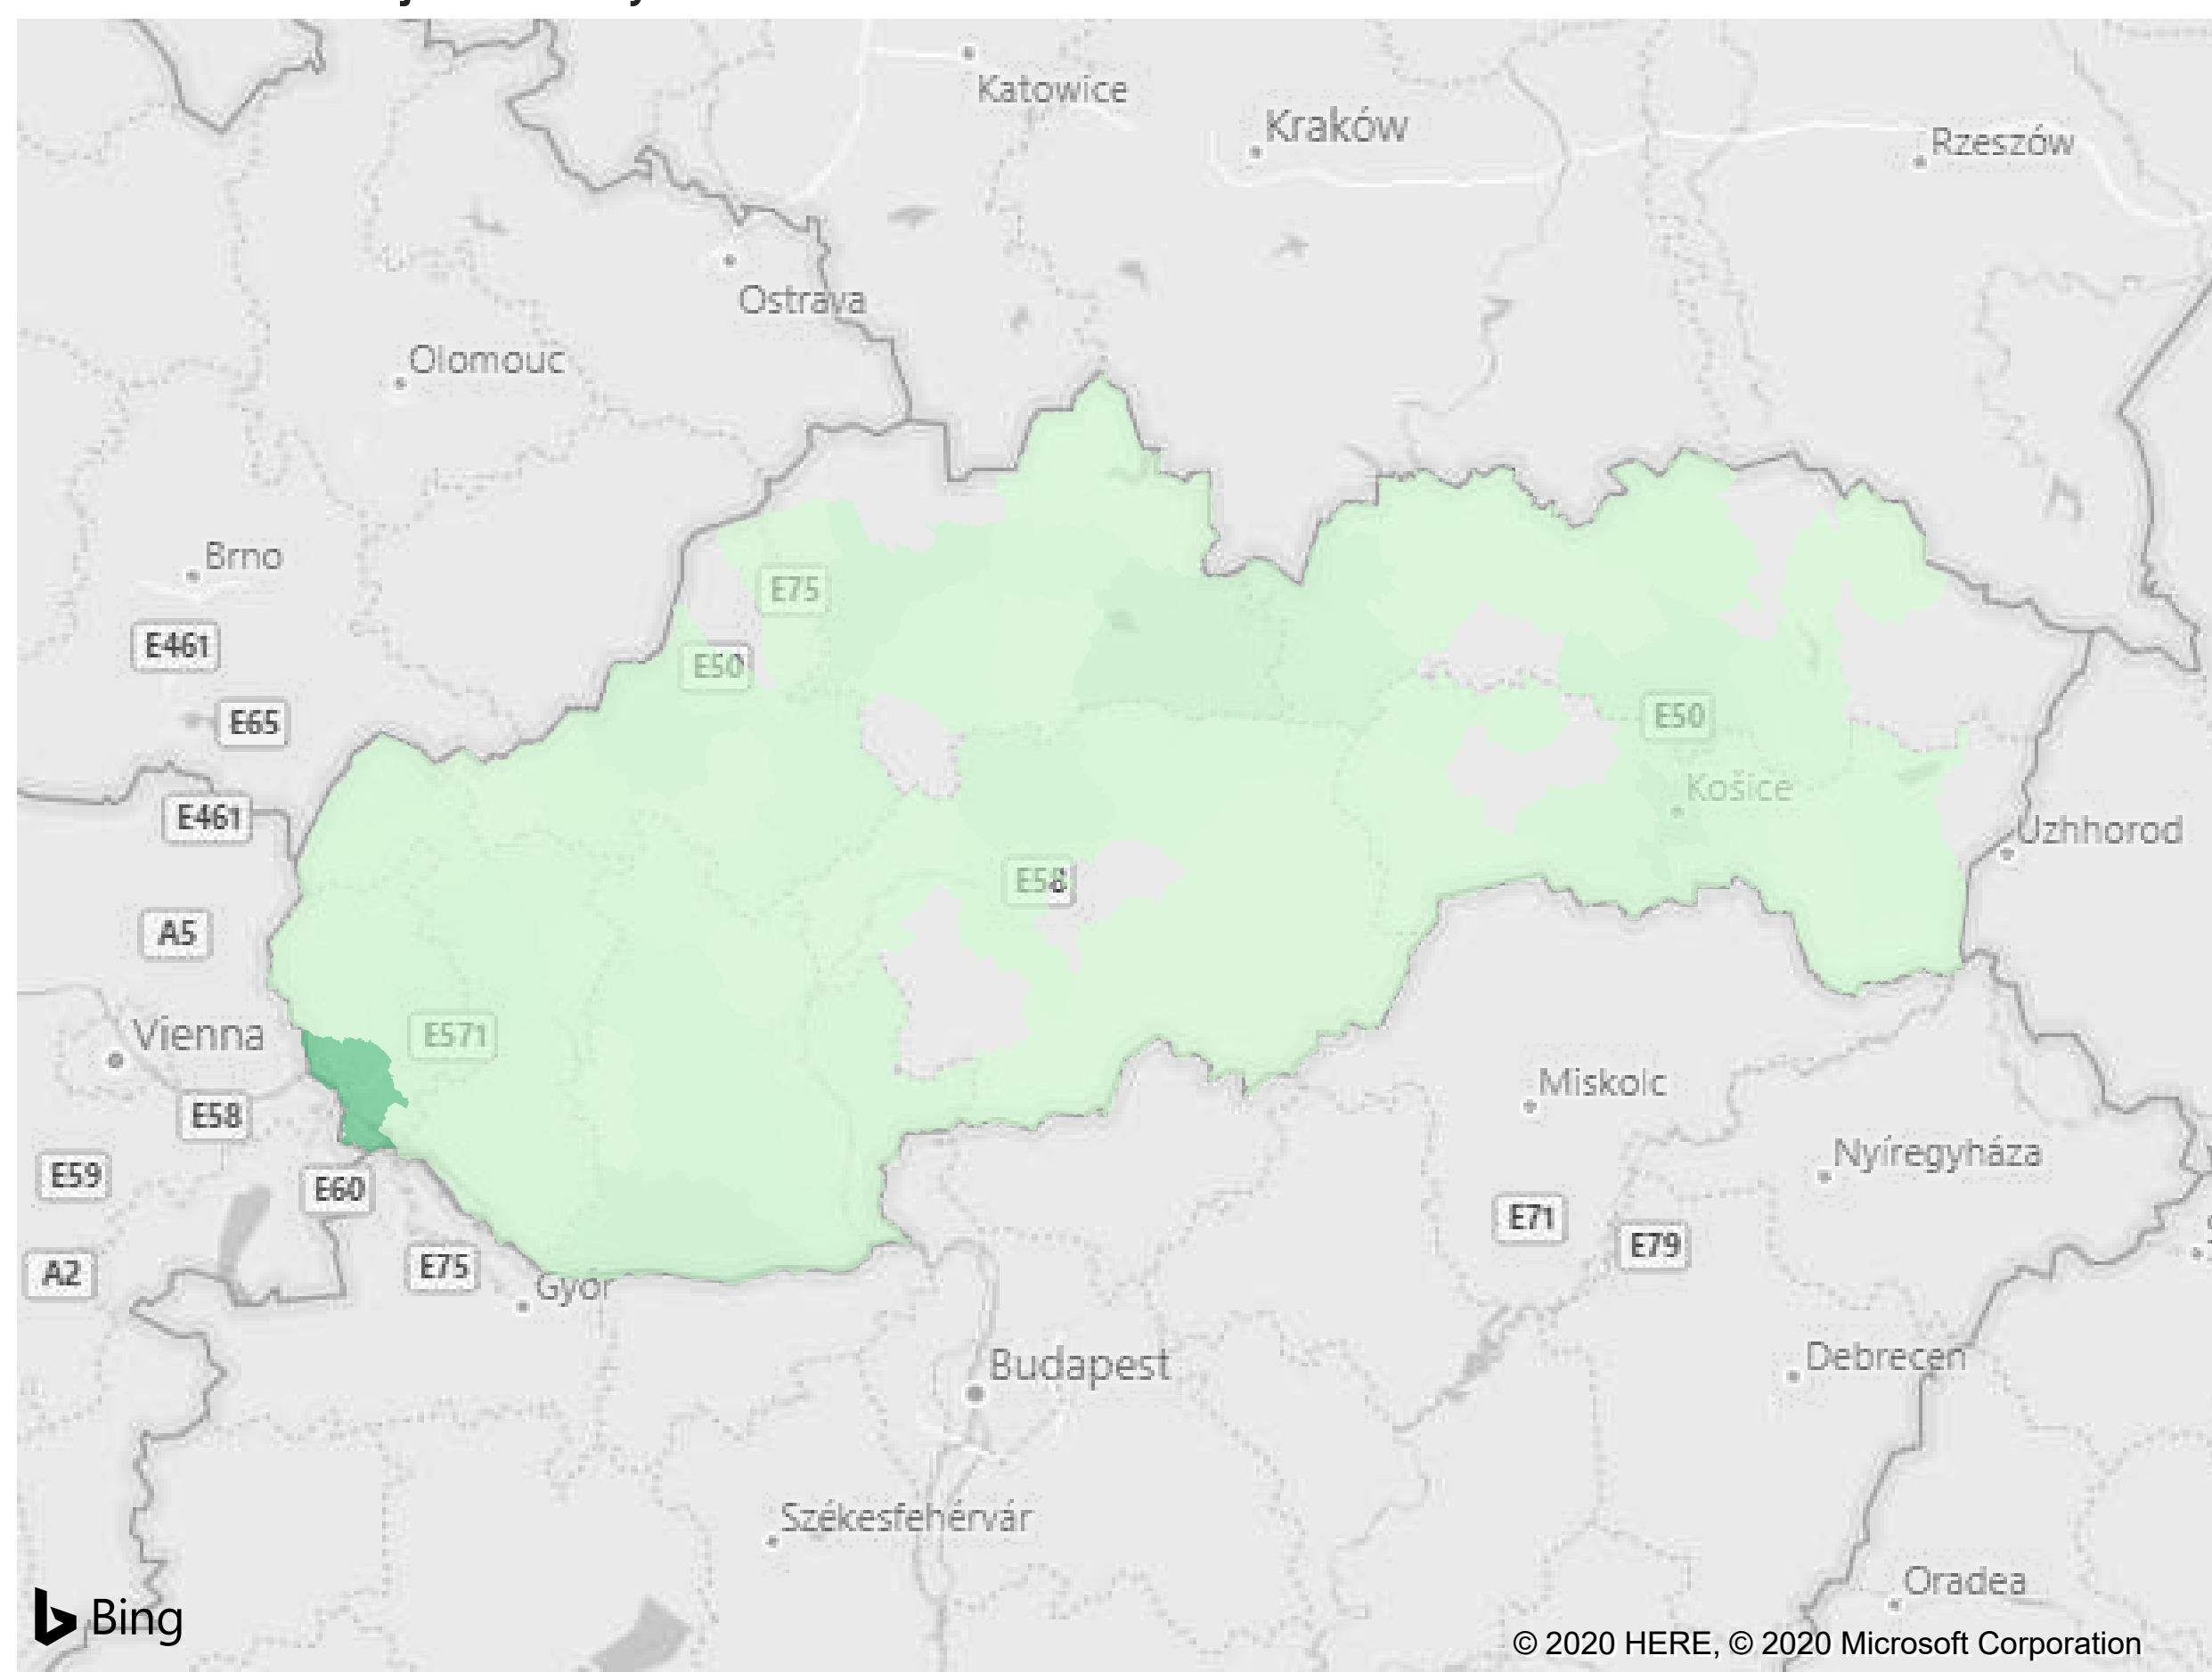 Katowice
Kraków
Rzeszów
Ostrava
Olomouc
Brno
E75
E461
E50
E65
E50
Košice
E461
Uzhhorod
E58
A5
Vienna
E571
Miskolc
E58
Nyíregyháza
E59
E60
E71
E79
E75
A2
Győr
Budapest
Debrecen
Székesfehérvár
Oradea
Bing
© 2020 HERE, © 2020 Microsoft Corporation